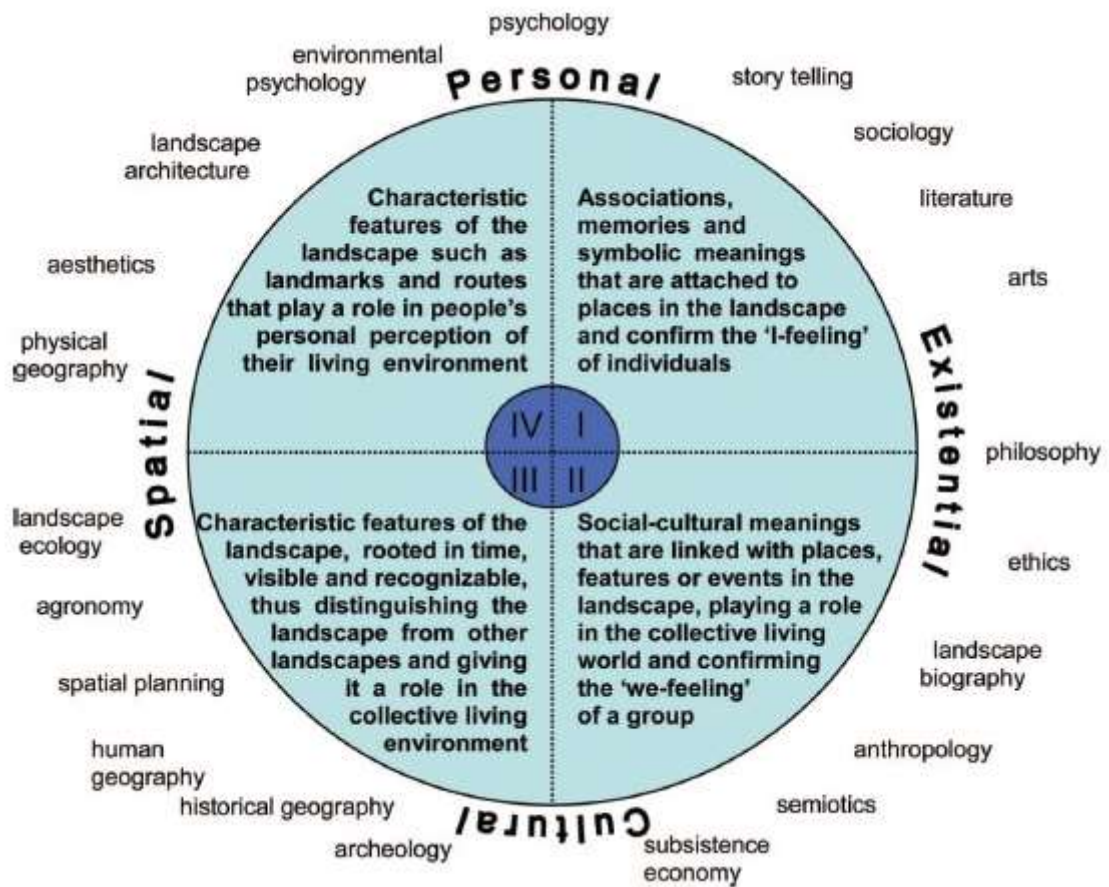 psychology
environmental
psychology
Personal
story telling
sociology
landscape
architecture
literature
aesthetics
arts
physical
geography
Characteristic
features of the
landscape such as
landmarks and routes
that play a role in people's
personal perception of
their living environment
Associations,
memories and
symbolic meanings
that are attached to
places in the landscape
and confirm the 'I-feeling'
of individuals
Spatial
Existential
IV I
III II
philosophy
landscape
ecology
ethics
agronomy
Characteristic features of the
landscape, rooted in time,
visible and recognizable,
thus distinguishing the
landscape from other
landscapes and giving
it a role in the
collective living
environment
Social-cultural meanings
that are linked with places,
features or events in the
landscape, playing a role
in the collective living
world and confirming
the 'we-feeling'
of a group
landscape
biography
spatial planning
human
geography
anthropology
historical geography
semiotics
archeology
Cultural
subsistence
economy